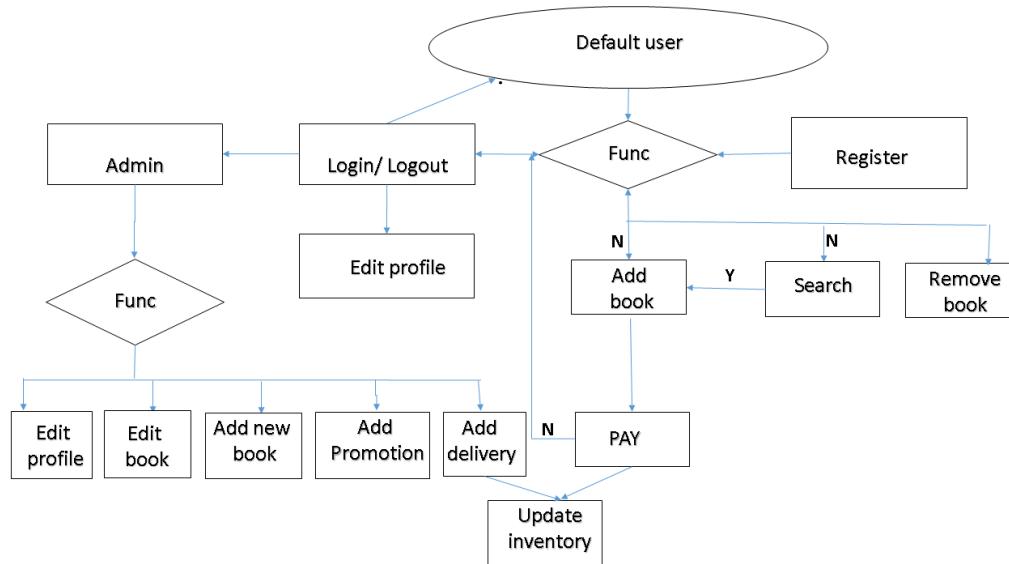 Default user
Admin
Login/ Logout
Func
Register
Edit profile
N
N
Func
Add
book
Y
Search
Remove
book
Edit
profile
Edit
book
Add new
book
Add
Promotion
Add
delivery
N
PAY
Update
inventory